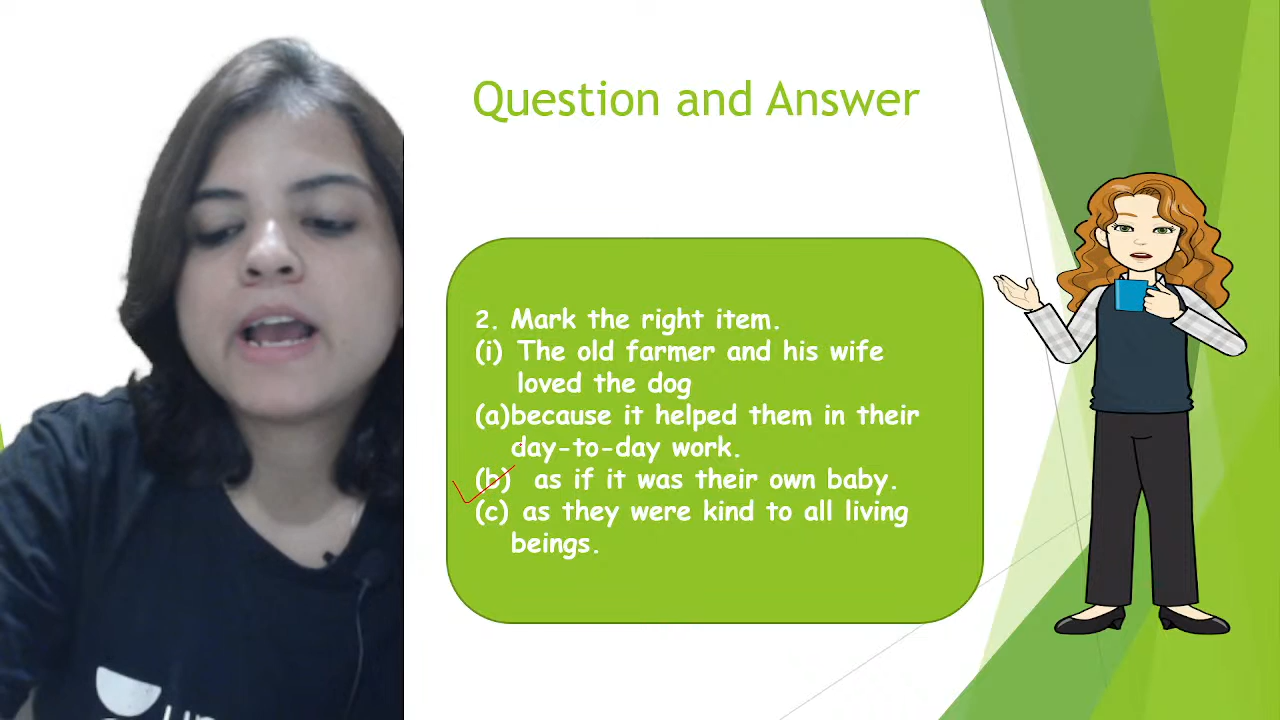 Question and Answer
2. Mark the right item.
(i) The old farmer and his wife
loved the dog
(a)because it helped them in their
day-to-day work.
(b) as if it was their own baby.
(c) as they were kind to all living
beings.